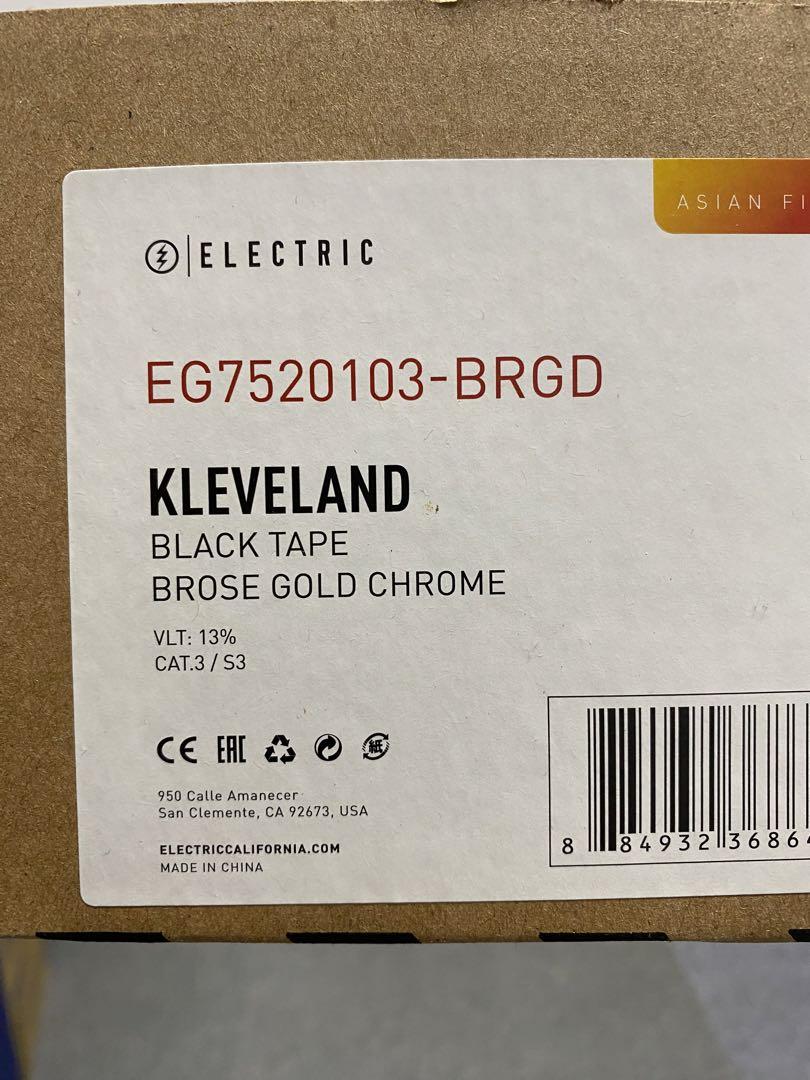 ASIAN
ELECTRIC
EG7520103-BRGD
KLEVELAND
BLACK TAPE
BROSE GOLD CHROME
VLT: 13%
CAT.3 / S3
CE EAC 紙
950 Calle Amanecer
San Clemente, CA 92673, USA
ELECTRICCALIFORNIA.COM
MADE IN CHINA
8 84932 3686